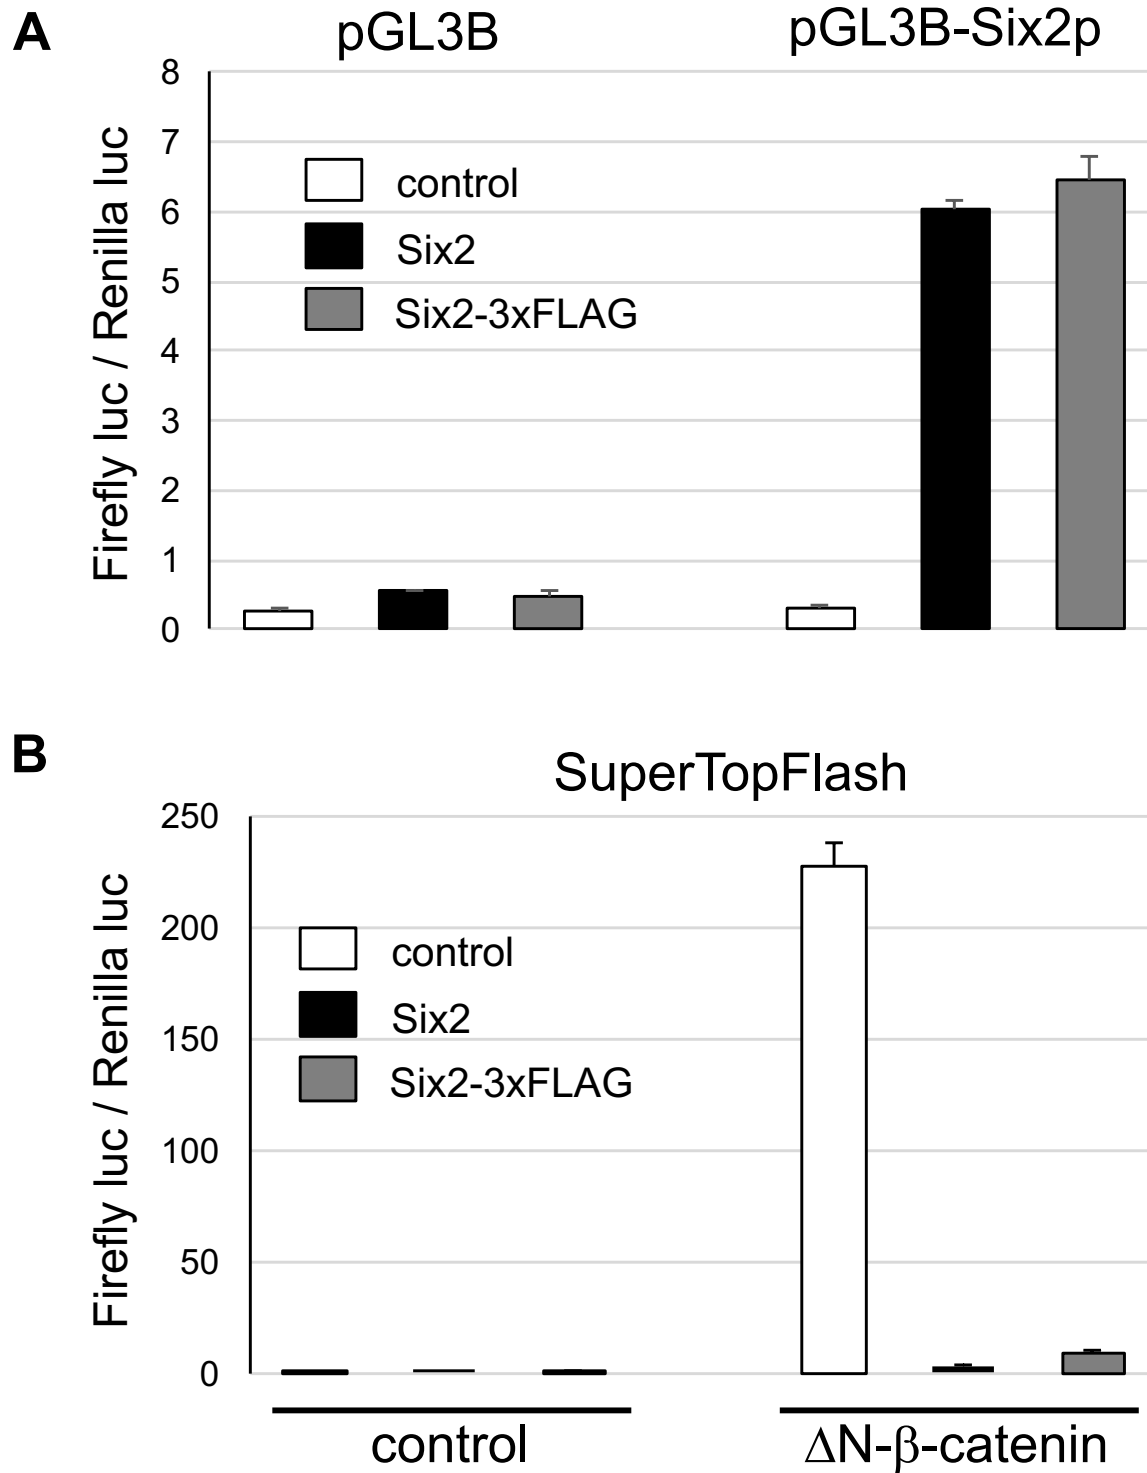 A
pGL3B
pGL3B-Six2p
Firefly luc / Renilla luc
8
7
6
5
4
3
2
1
0
control
Six2
Six2-3xFLAG
B
SuperTopFlash
Firefly luc / Renilla luc
250
200
150
100
50
0
control
Six2
Six2-3xFLAG
control
ΔN-β-catenin